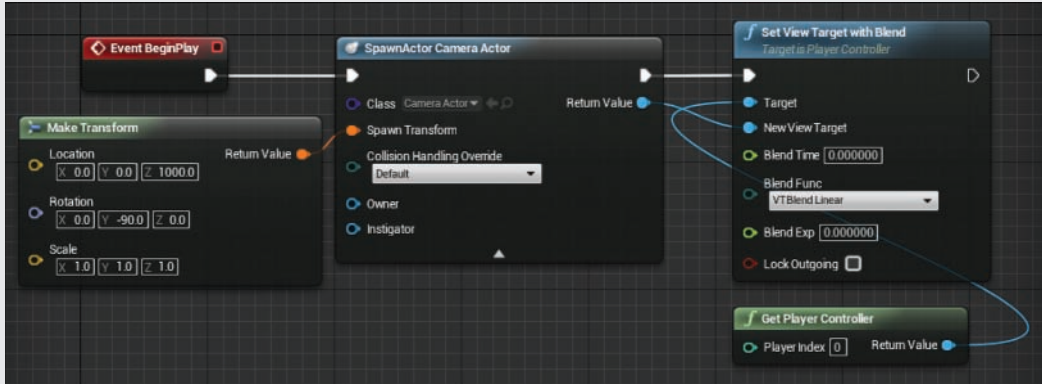 Event BeginPlay
SpawnActor Camera Actor
Class Camera Actor Return Value
Spawn Transform
Collision Handling Override
Default
Owner
Instigator
Make Transform
Location Return Value
X 0.0 Y 0.0 Z 1000.0
Rotation
X 0.0 Y -90.0 Z 0.0
Scale
X 1.0 Y 1.0 Z 1.0
f Set View Target with Blend
Target is Player Controller
Target
New View Target
Blend Time 0.000000
Blend Func
VTBlend Linear
Blend Exp 0.000000
Lock Outgoing
f Get Player Controller
Player Index 0 Return Value